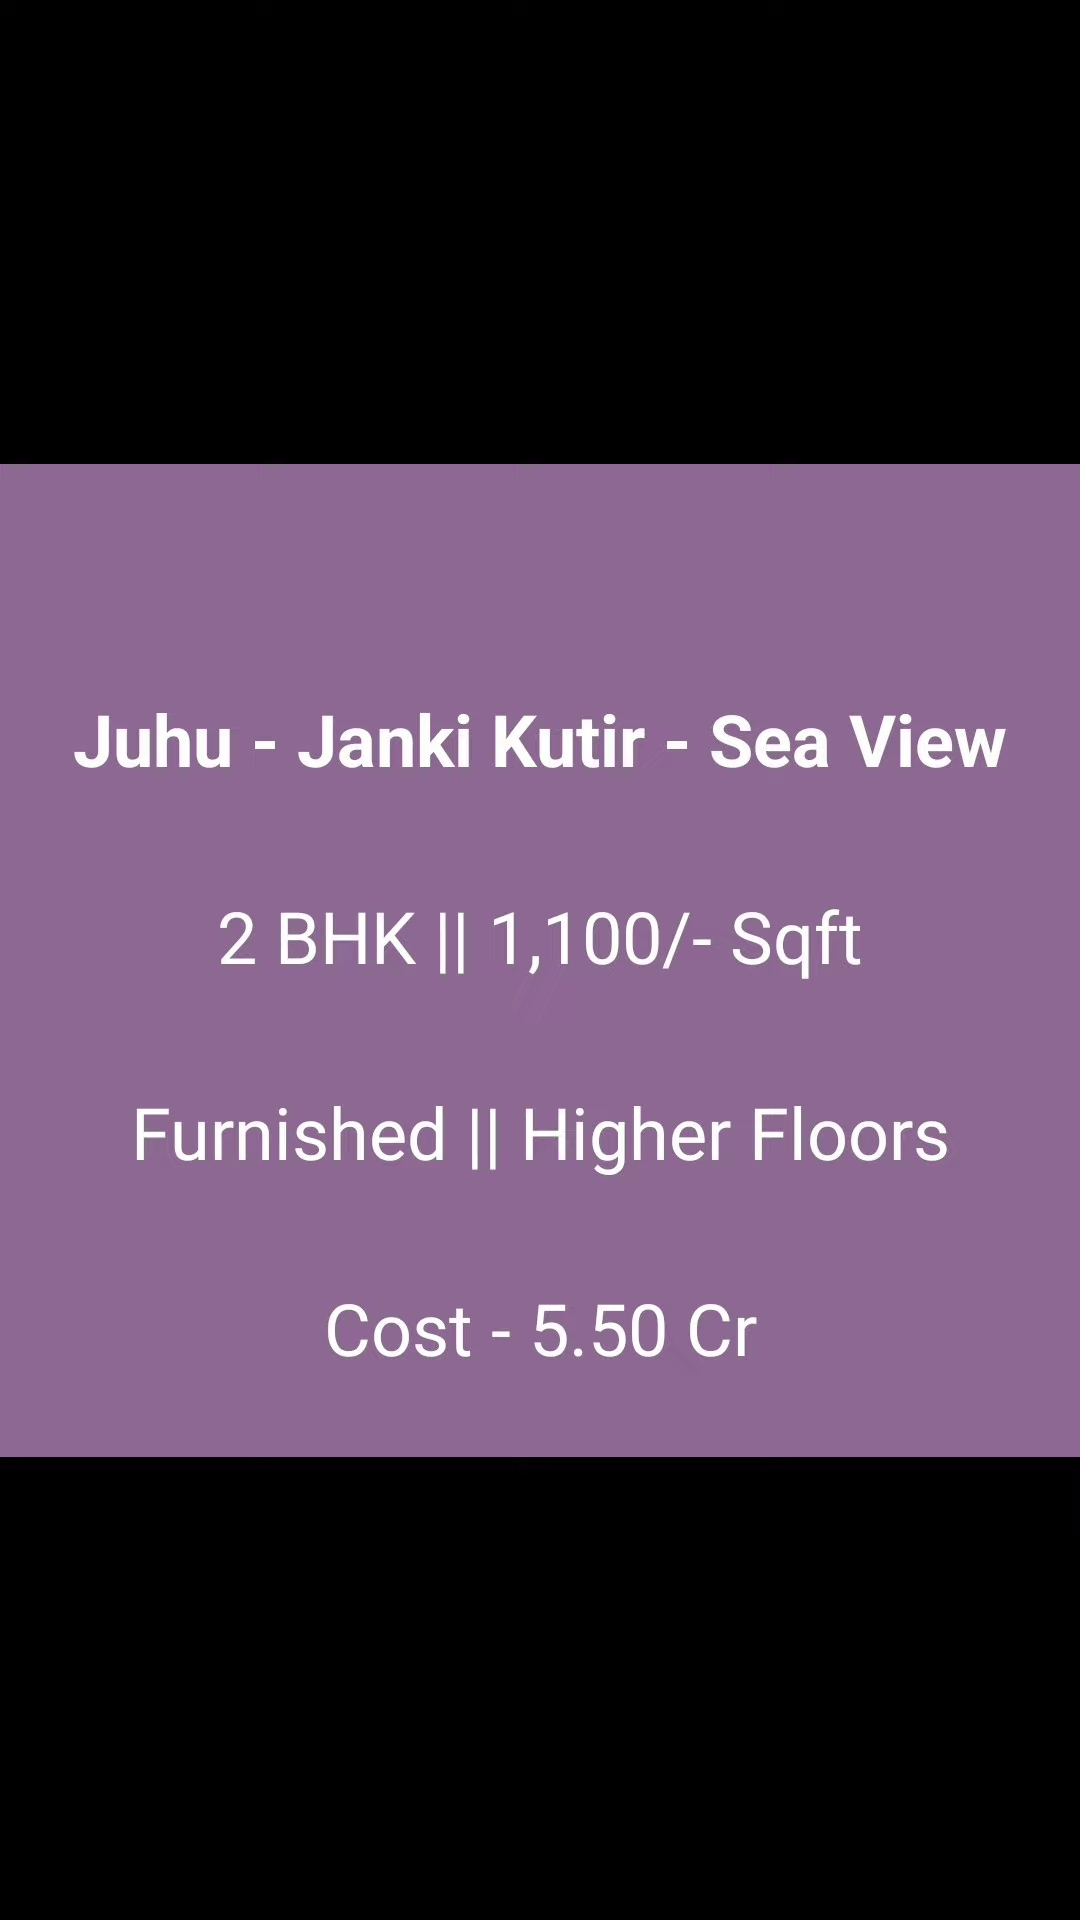 Juhu - Janki Kutir - Sea View
2 BHK || 1,100/- Sqft
Furnished || Higher Floors
Cost - 5.50 Cr